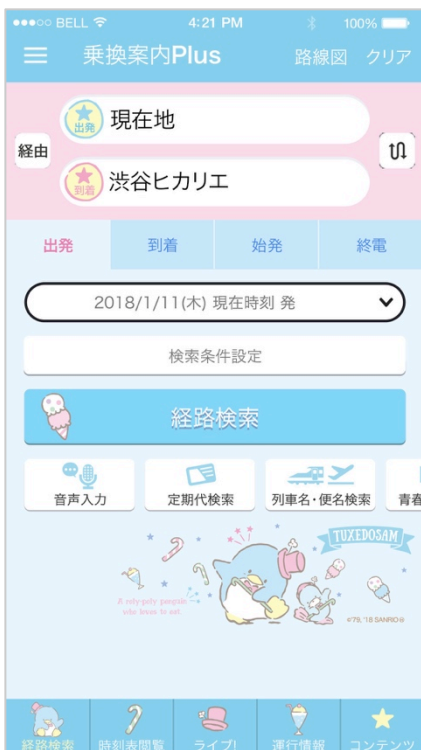 BELL 4:21 PM 100%
乗換案内Plus 路線図 クリア
出発 現在地
経由
到着 渋谷ヒカリエ
出発 到着 始発 終電
2018/1/11(木) 現在時刻 発
検索条件設定
経路検索
音声入力 定期代検索 列車名・便名検索 青春
TUXEDOSAM
A roly-poly penguin
who loves to eat.
©'79, '18 SANRIO
経路検索 時刻表閲覧 ライブ! 運行情報 コンテンツ